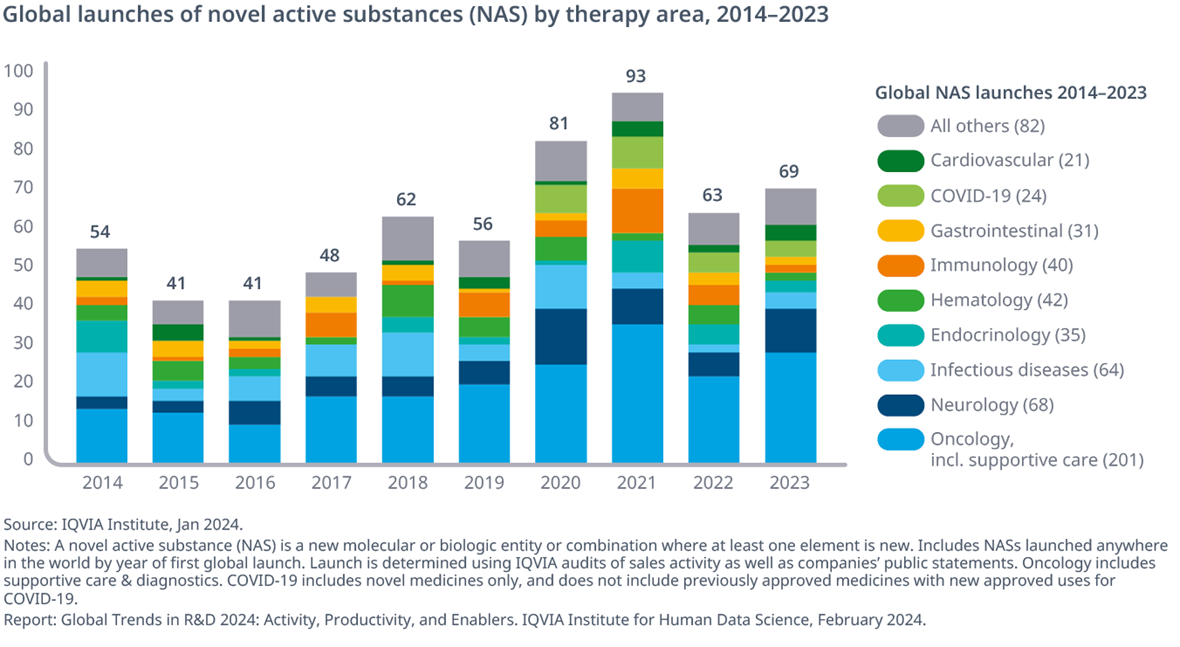 Global launches of novel active substances (NAS) by therapy area, 2014–2023
100
90
80
70
60
50
40
30
20
10
0
54
41
41
48
62
56
81
93
63
69
2014
2015
2016
2017
2018
2019
2020
2021
2022
2023
Global NAS launches 2014–2023
All others (82)
Cardiovascular (21)
COVID-19 (24)
Gastrointestinal (31)
Immunology (40)
Hematology (42)
Endocrinology (35)
Infectious diseases (64)
Neurology (68)
Oncology,
incl. supportive care (201)
Source: IQVIA Institute, Jan 2024.
Notes: A novel active substance (NAS) is a new molecular or biologic entity or combination where at least one element is new. Includes NASs launched anywhere
in the world by year of first global launch. Launch is determined using IQVIA audits of sales activity as well as companies’ public statements. Oncology includes
supportive care & diagnostics. COVID-19 includes novel medicines only, and does not include previously approved medicines with new approved uses for
COVID-19.
Report: Global Trends in R&D 2024: Activity, Productivity, and Enablers. IQVIA Institute for Human Data Science, February 2024.